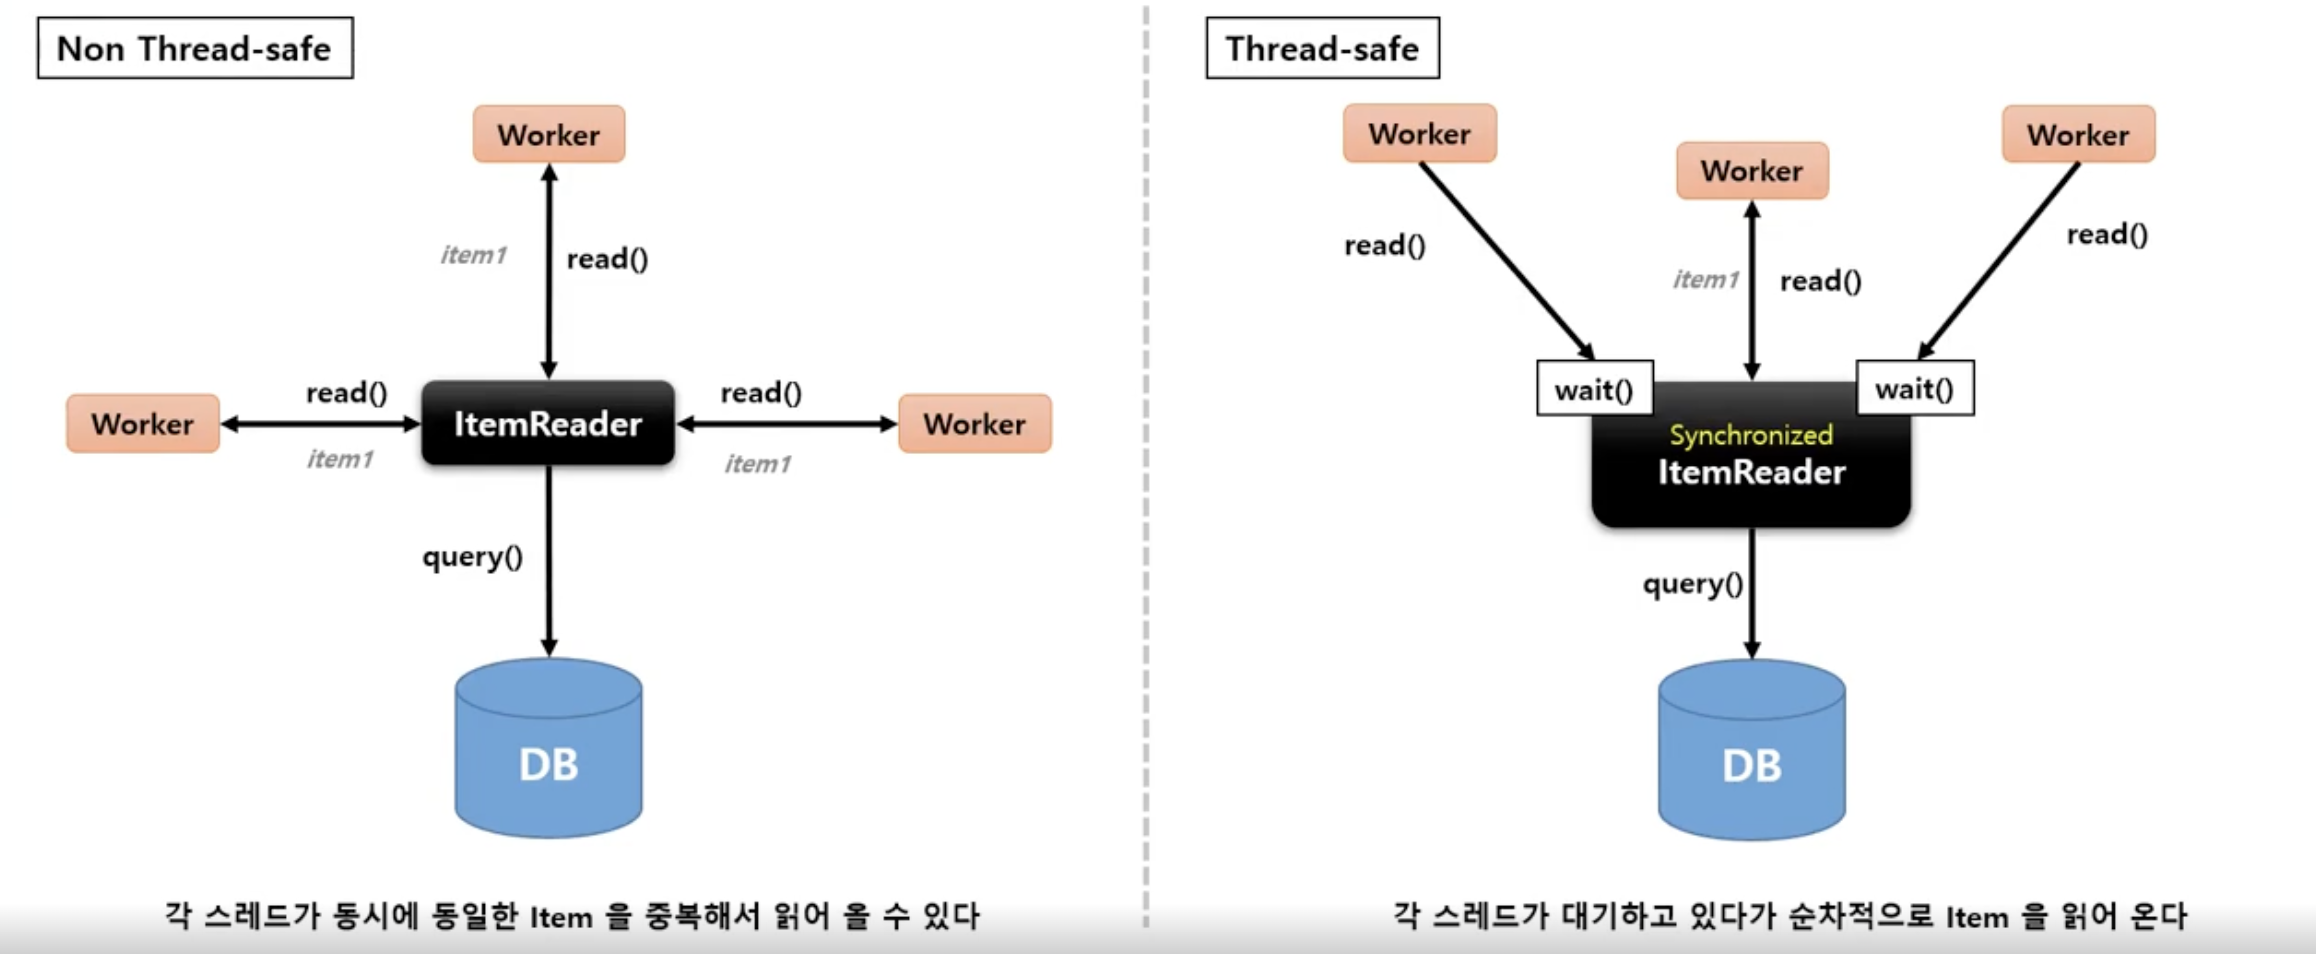 Non Thread-safe
Worker
item1
read()
Worker
read()
item1
ItemReader
read()
item1
Worker
query()
DB
각 스레드가 동시에 동일한 Item 을 중복해서 읽어 올 수 있다
Thread-safe
Worker
Worker
Worker
read()
item1
read()
read()
wait()
wait()
Synchronized
ItemReader
query()
DB
각 스레드가 대기하고 있다가 순차적으로 Item 을 읽어 온다